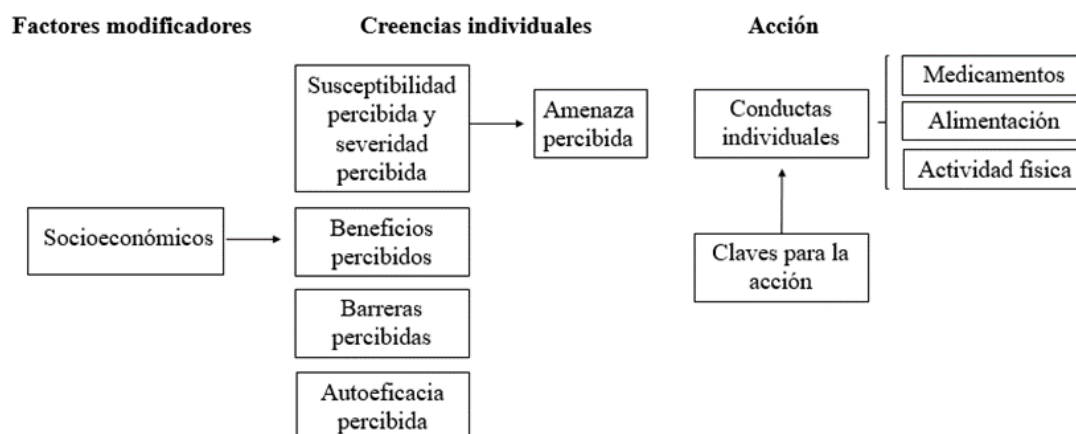 Factores modificadores
Creencias individuales
Acción
Socioeconómicos
Susceptibilidad
percibida y
severidad
percibida
Amenaza
percibida
Beneficios
percibidos
Barreras
percibidas
Autoeficacia
percibida
Conductas
individuales
Claves para la
acción
Medicamentos
Alimentación
Actividad física